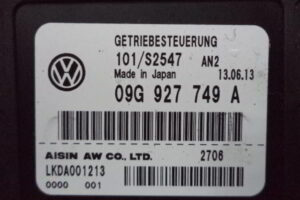 GETRIEBESTEUERUNG
101/S2547 AN2
Made in Japan 13.06.13
09G 927 749 A
AISIN AW CO., LTD. 2706
LKDA001213
0000 001